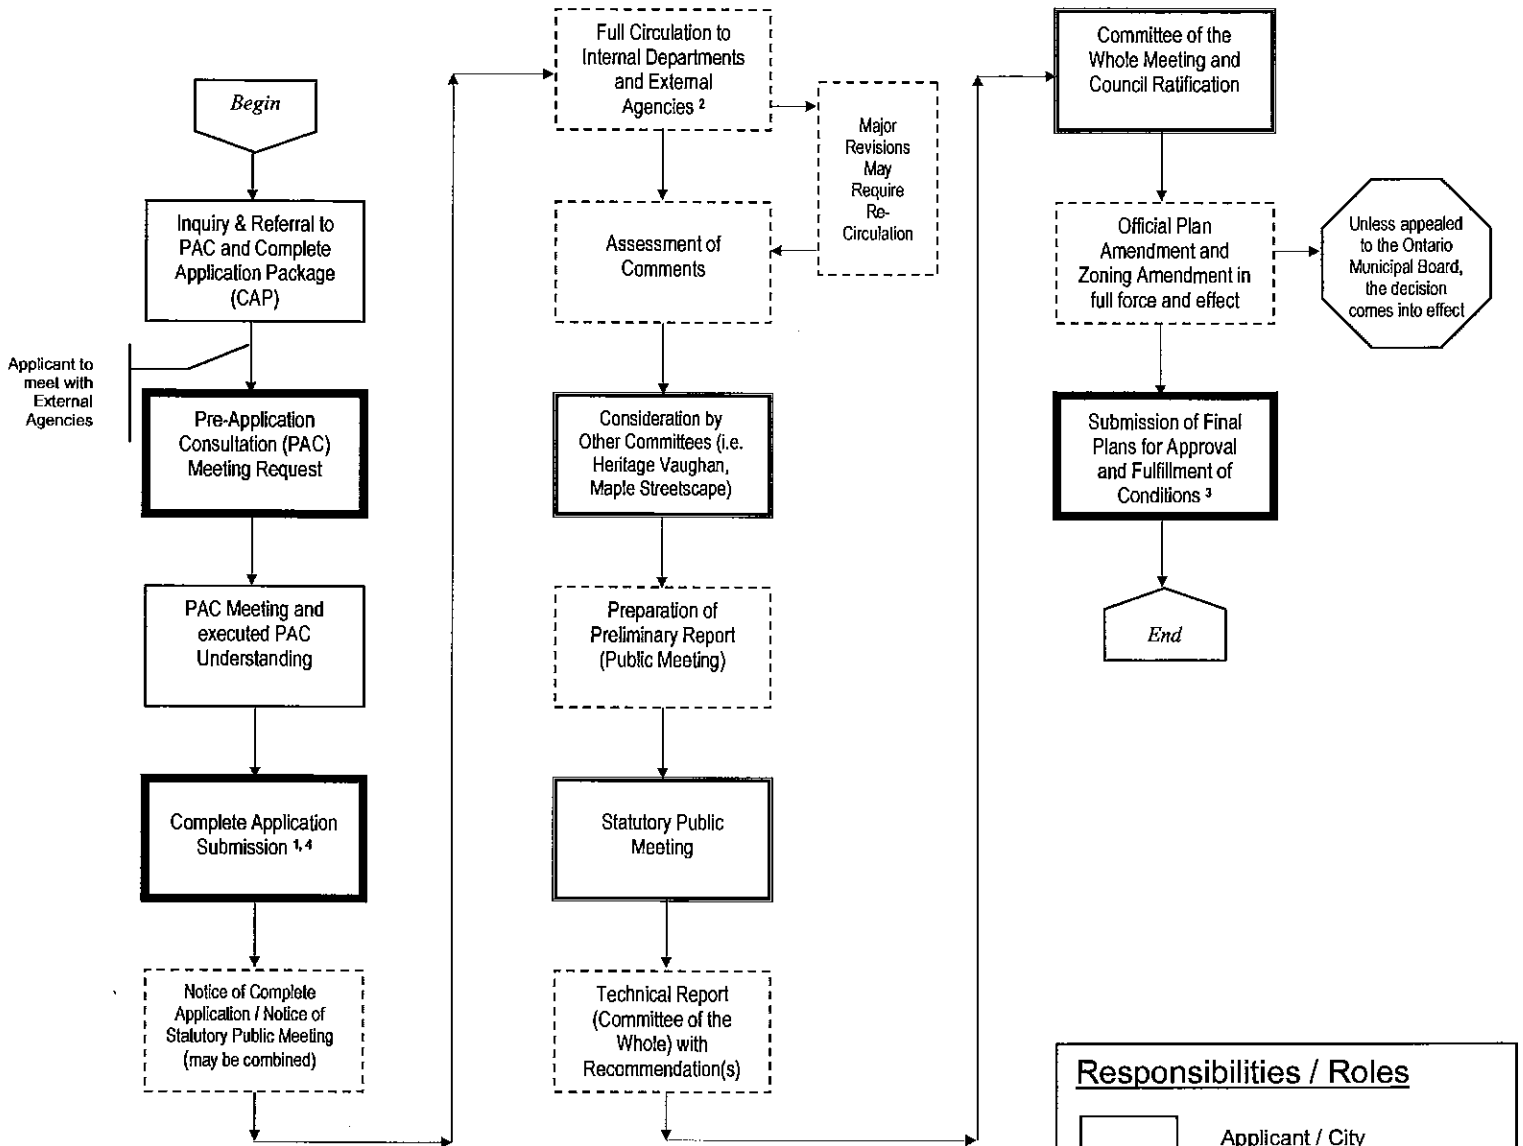 Begin
Inquiry & Referral to
PAC and Complete
Application Package
(CAP)
Applicant to
meet with
External
Agencies
Pre-Application
Consultation (PAC)
Meeting Request
PAC Meeting and
executed PAC
Understanding
Complete Application
Submission 1, 4
Notice of Complete
Application / Notice of
Statutory Public Meeting
(may be combined)
Full Circulation to
Internal Departments
and External
Agencies 2
Major
Revisions
May
Require
Re-
Circulation
Assessment of
Comments
Consideration by
Other Committees (i.e.
Heritage Vaughan,
Maple Streetscape)
Preparation of
Preliminary Report
(Public Meeting)
Statutory Public
Meeting
Technical Report
(Committee of the
Whole) with
Recommendation(s)
Committee of the
Whole Meeting and
Council Ratification
Official Plan
Amendment and
Zoning Amendment in
full force and effect
Unless appealed
to the Ontario
Municipal Board,
the decision
comes into effect
Submission of Final
Plans for Approval
and Fulfillment of
Conditions 3
End
Responsibilities / Roles
Applicant / City